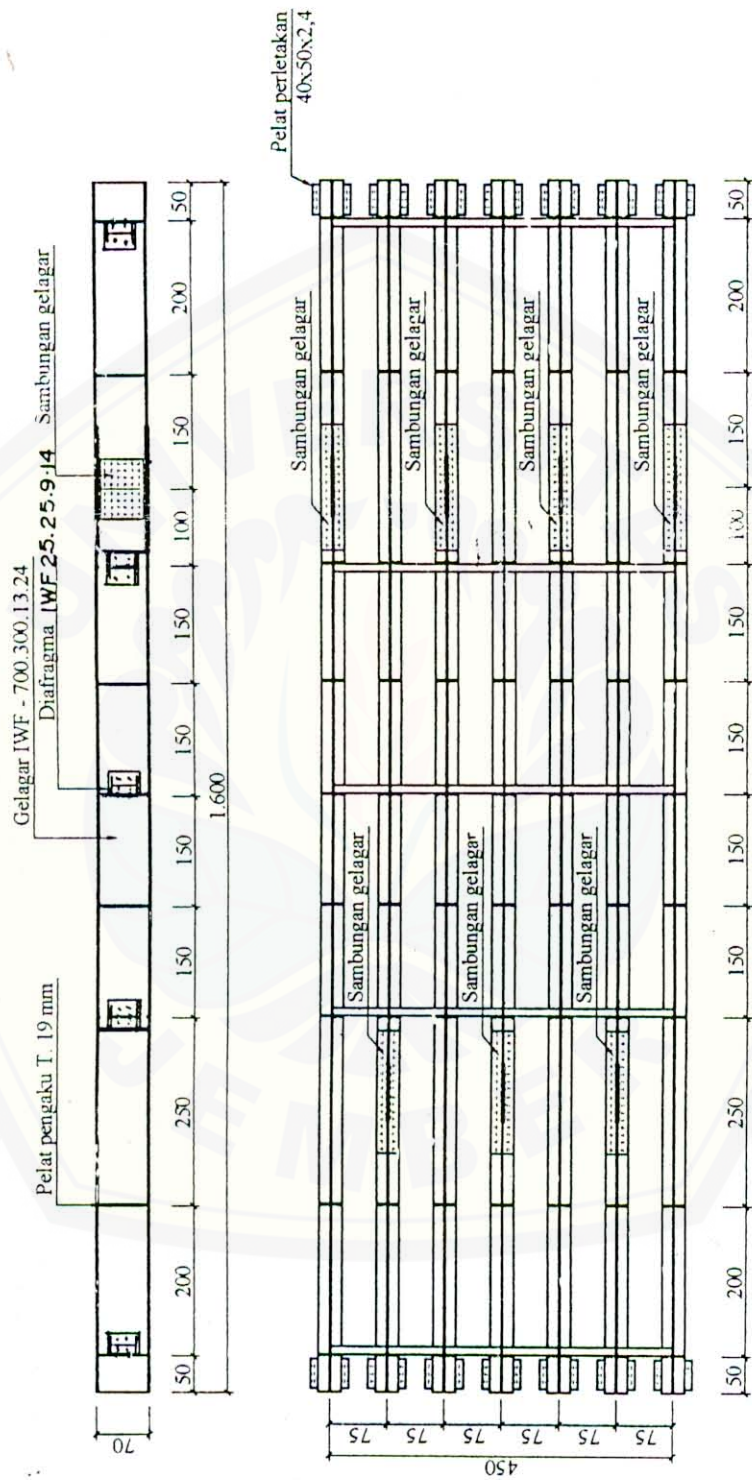 Pelat pengaku T. 19 mm
Gelagar IWF - 700.300.13.24
Diafragma IWF 25.25.9.14
Sambungan gelagar
70
50 200 250 150 150 150 150 100 150 200 50
1.600
Pelat perletakan
40x50x2,4
Sambungan gelagar
Sambungan gelagar
Sambungan gelagar
Sambungan gelagar
Sambungan gelagar
Sambungan gelagar
Sambungan gelagar
75
75
75
75
75
75
450
50 200 250 150 150 150 150 100 150 200 50
UNIVERSITAS
JEMBER